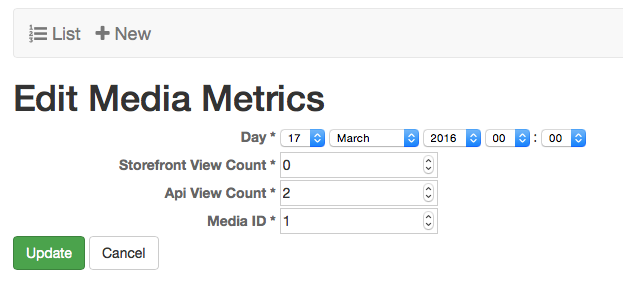 List New
Edit Media Metrics
Day * 17 March 2016 00 : 00
Storefront View Count * 0
Api View Count * 2
Media ID * 1
Update Cancel